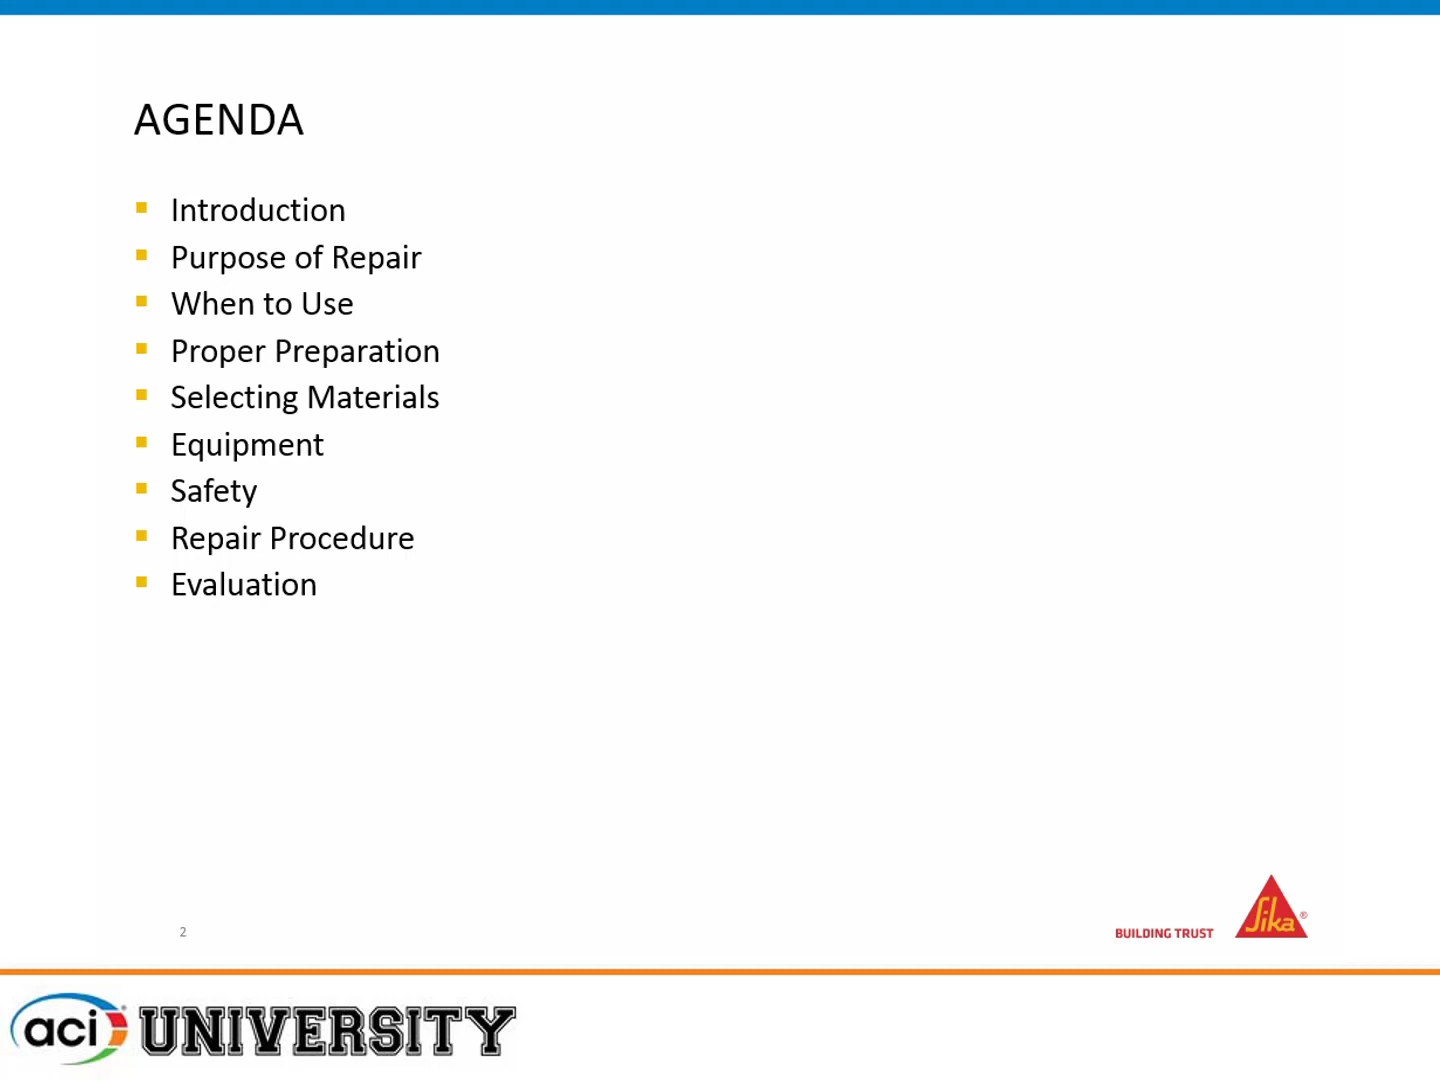 AGENDA
Introduction
Purpose of Repair
When to Use
Proper Preparation
Selecting Materials
Equipment
Safety
Repair Procedure
Evaluation
2
BUILDING TRUST
Sika®
aci UNIVERSITY